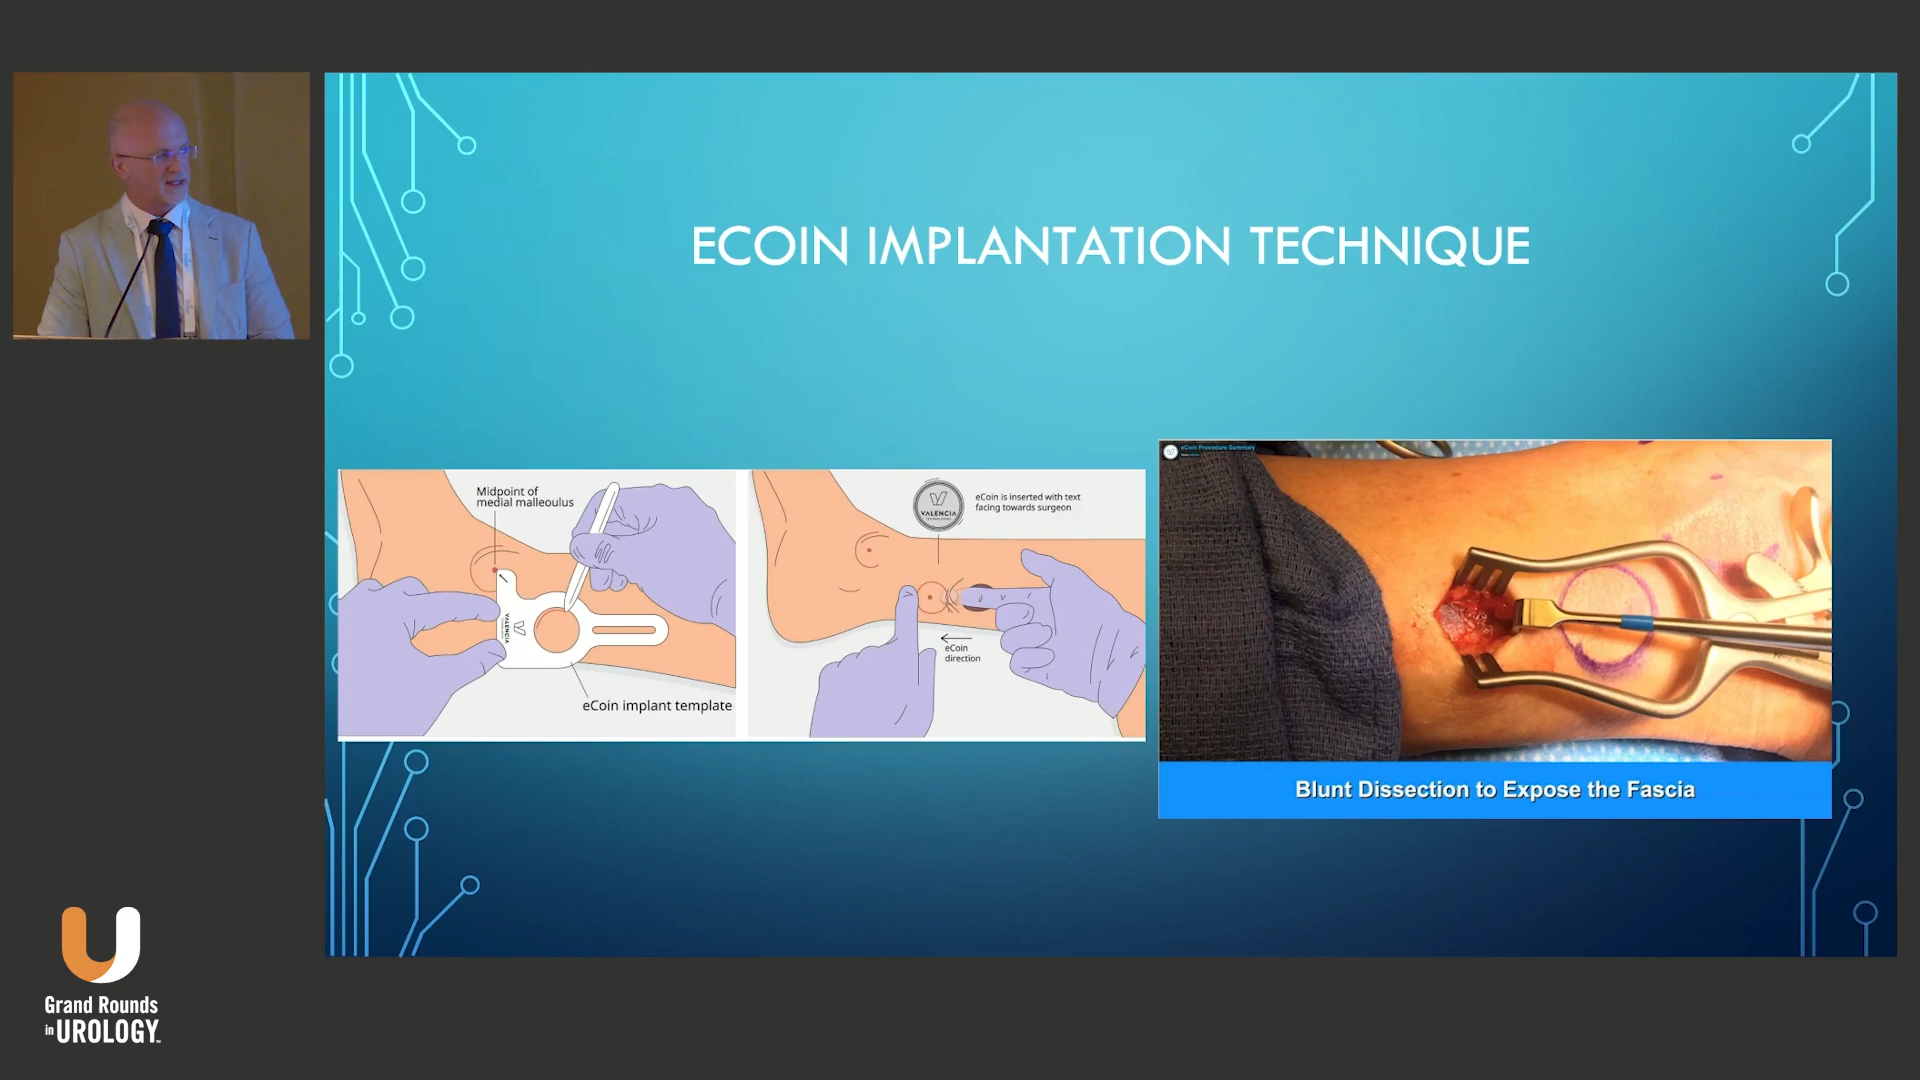 ECOIN IMPLANTATION TECHNIQUE
Midpoint of
medial malleoulus
VALENCIA
eCoin implant template
VALENCIA
eCoin is inserted with text
facing towards surgeon
eCoin
direction
eCoin Procedure Summary
Blunt Dissection to Expose the Fascia
Grand Rounds
in UROLOGY